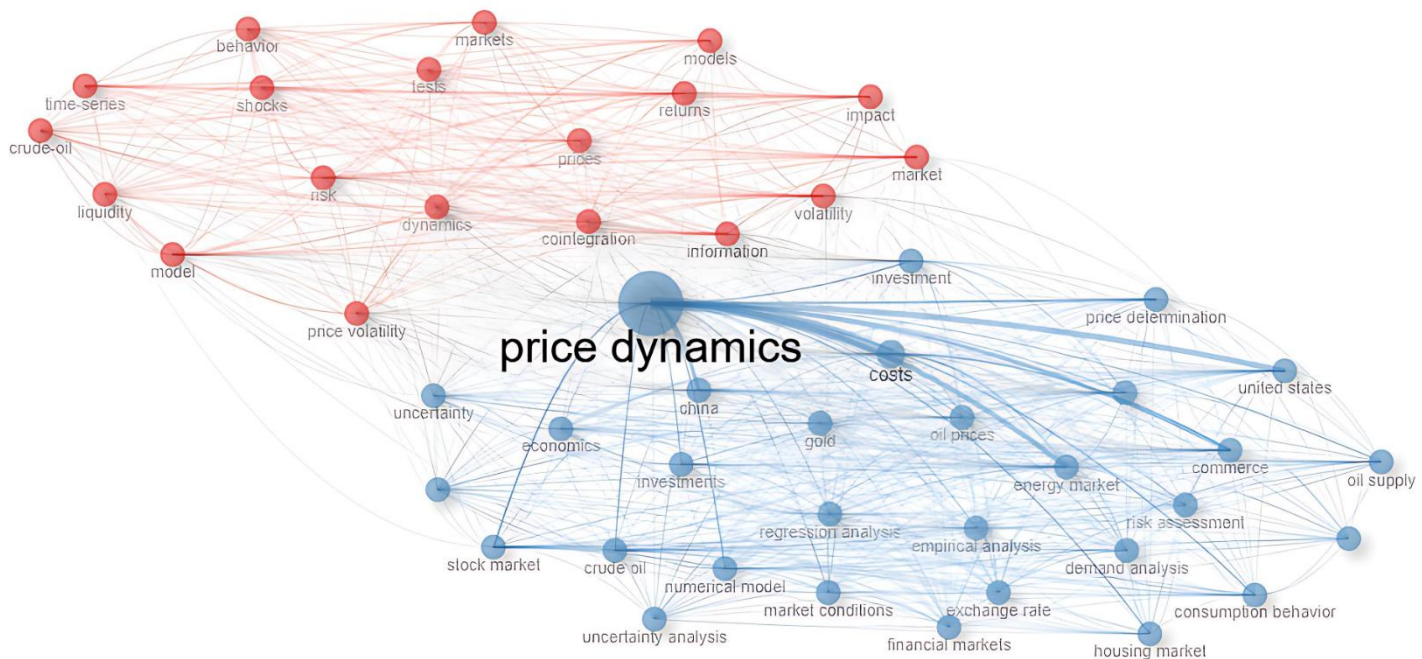 behavior
markets
models
tests
time-series
shocks
returns
impact
crude-oil
prices
market
risk
liquidity
dynamics
volatility
cointegration
information
model
investment
price volatility
price determination
price dynamics
costs
united states
uncertainty
china
economics
gold
oil prices
investments
energy market
commerce
oil supply
regression analysis
empirical analysis
risk assessment
stock market
crude oil
demand analysis
numerical model
market conditions
exchange rate
consumption behavior
uncertainty analysis
financial markets
housing market